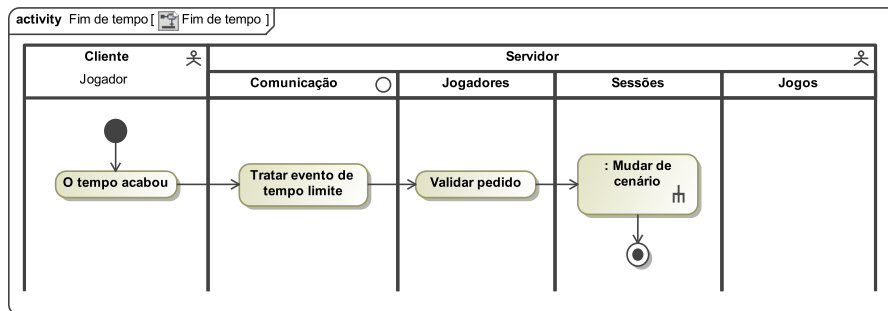 activity Fim de tempo [ Fim de tempo ]
Cliente
Jogador
Servidor
Comunicação
Jogadores
Sessões
Jogos
O tempo acabou
Tratar evento de
tempo limite
Validar pedido
: Mudar de
cenário